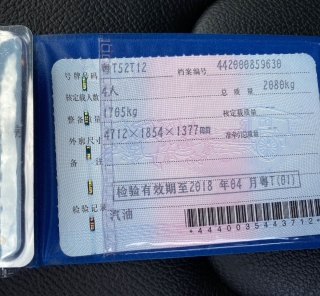 号牌号码 粤T52T12 档案编号 442000859630
核定载人数 4人 总质量 2080kg
整备质量 1705kg 核定载质量
外廓尺寸 4712×1854×1377 准牵引总质量
备注
检验有效期至2018年04月粤T(01)
检验记录 汽油
*4440035443712*